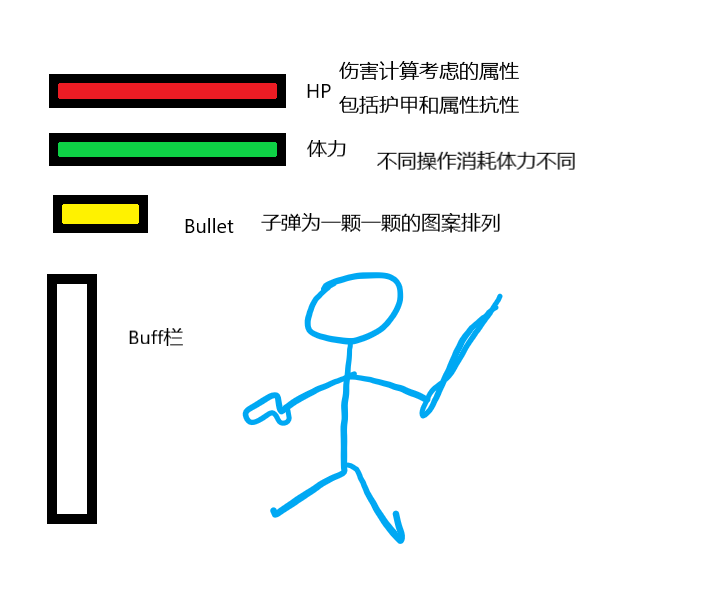 伤害计算考虑的属性
HP
包括护甲和属性抗性
体力
不同操作消耗体力不同
Bullet
子弹为一颗一颗的图案排列
Buff栏